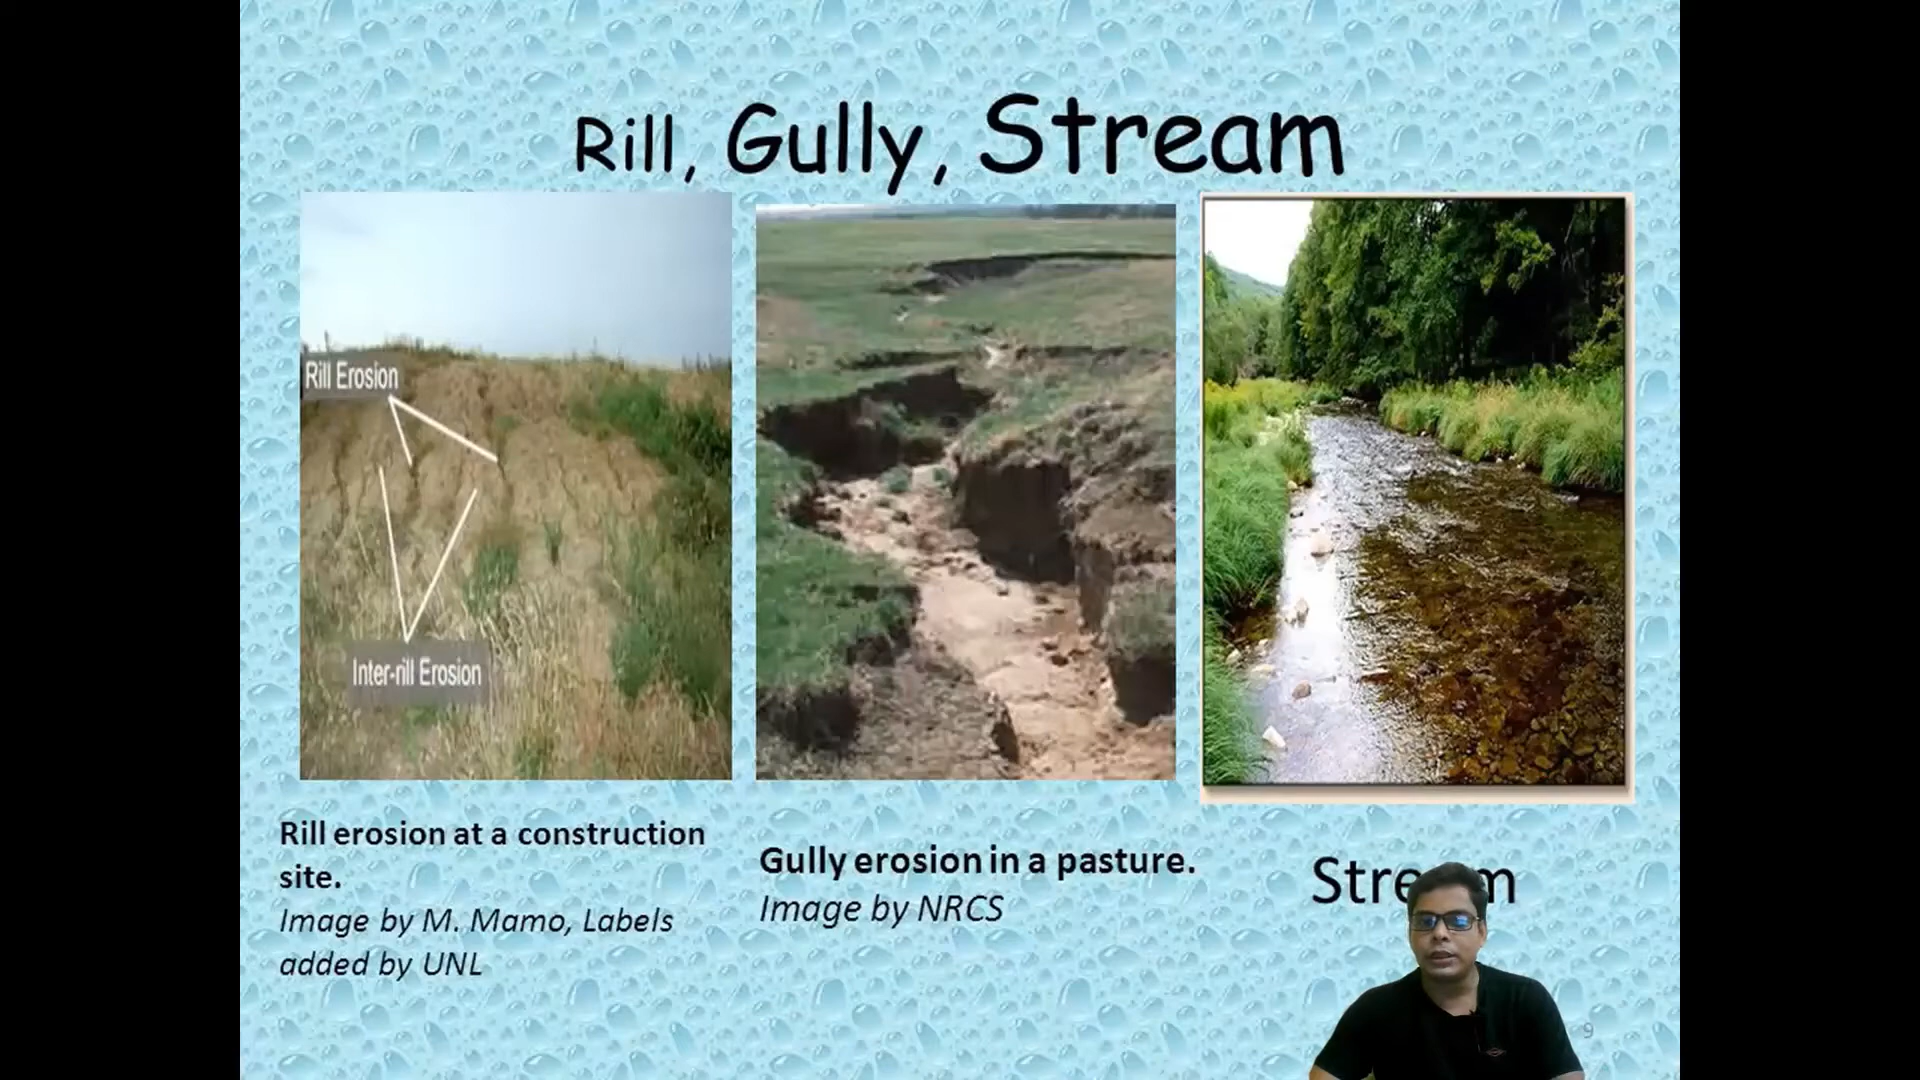 Rill, Gully, Stream
Rill Erosion
Inter-rill Erosion
Rill erosion at a construction
site.
Image by M. Mamo, Labels
added by UNL
Gully erosion in a pasture.
Image by NRCS
Stream
9